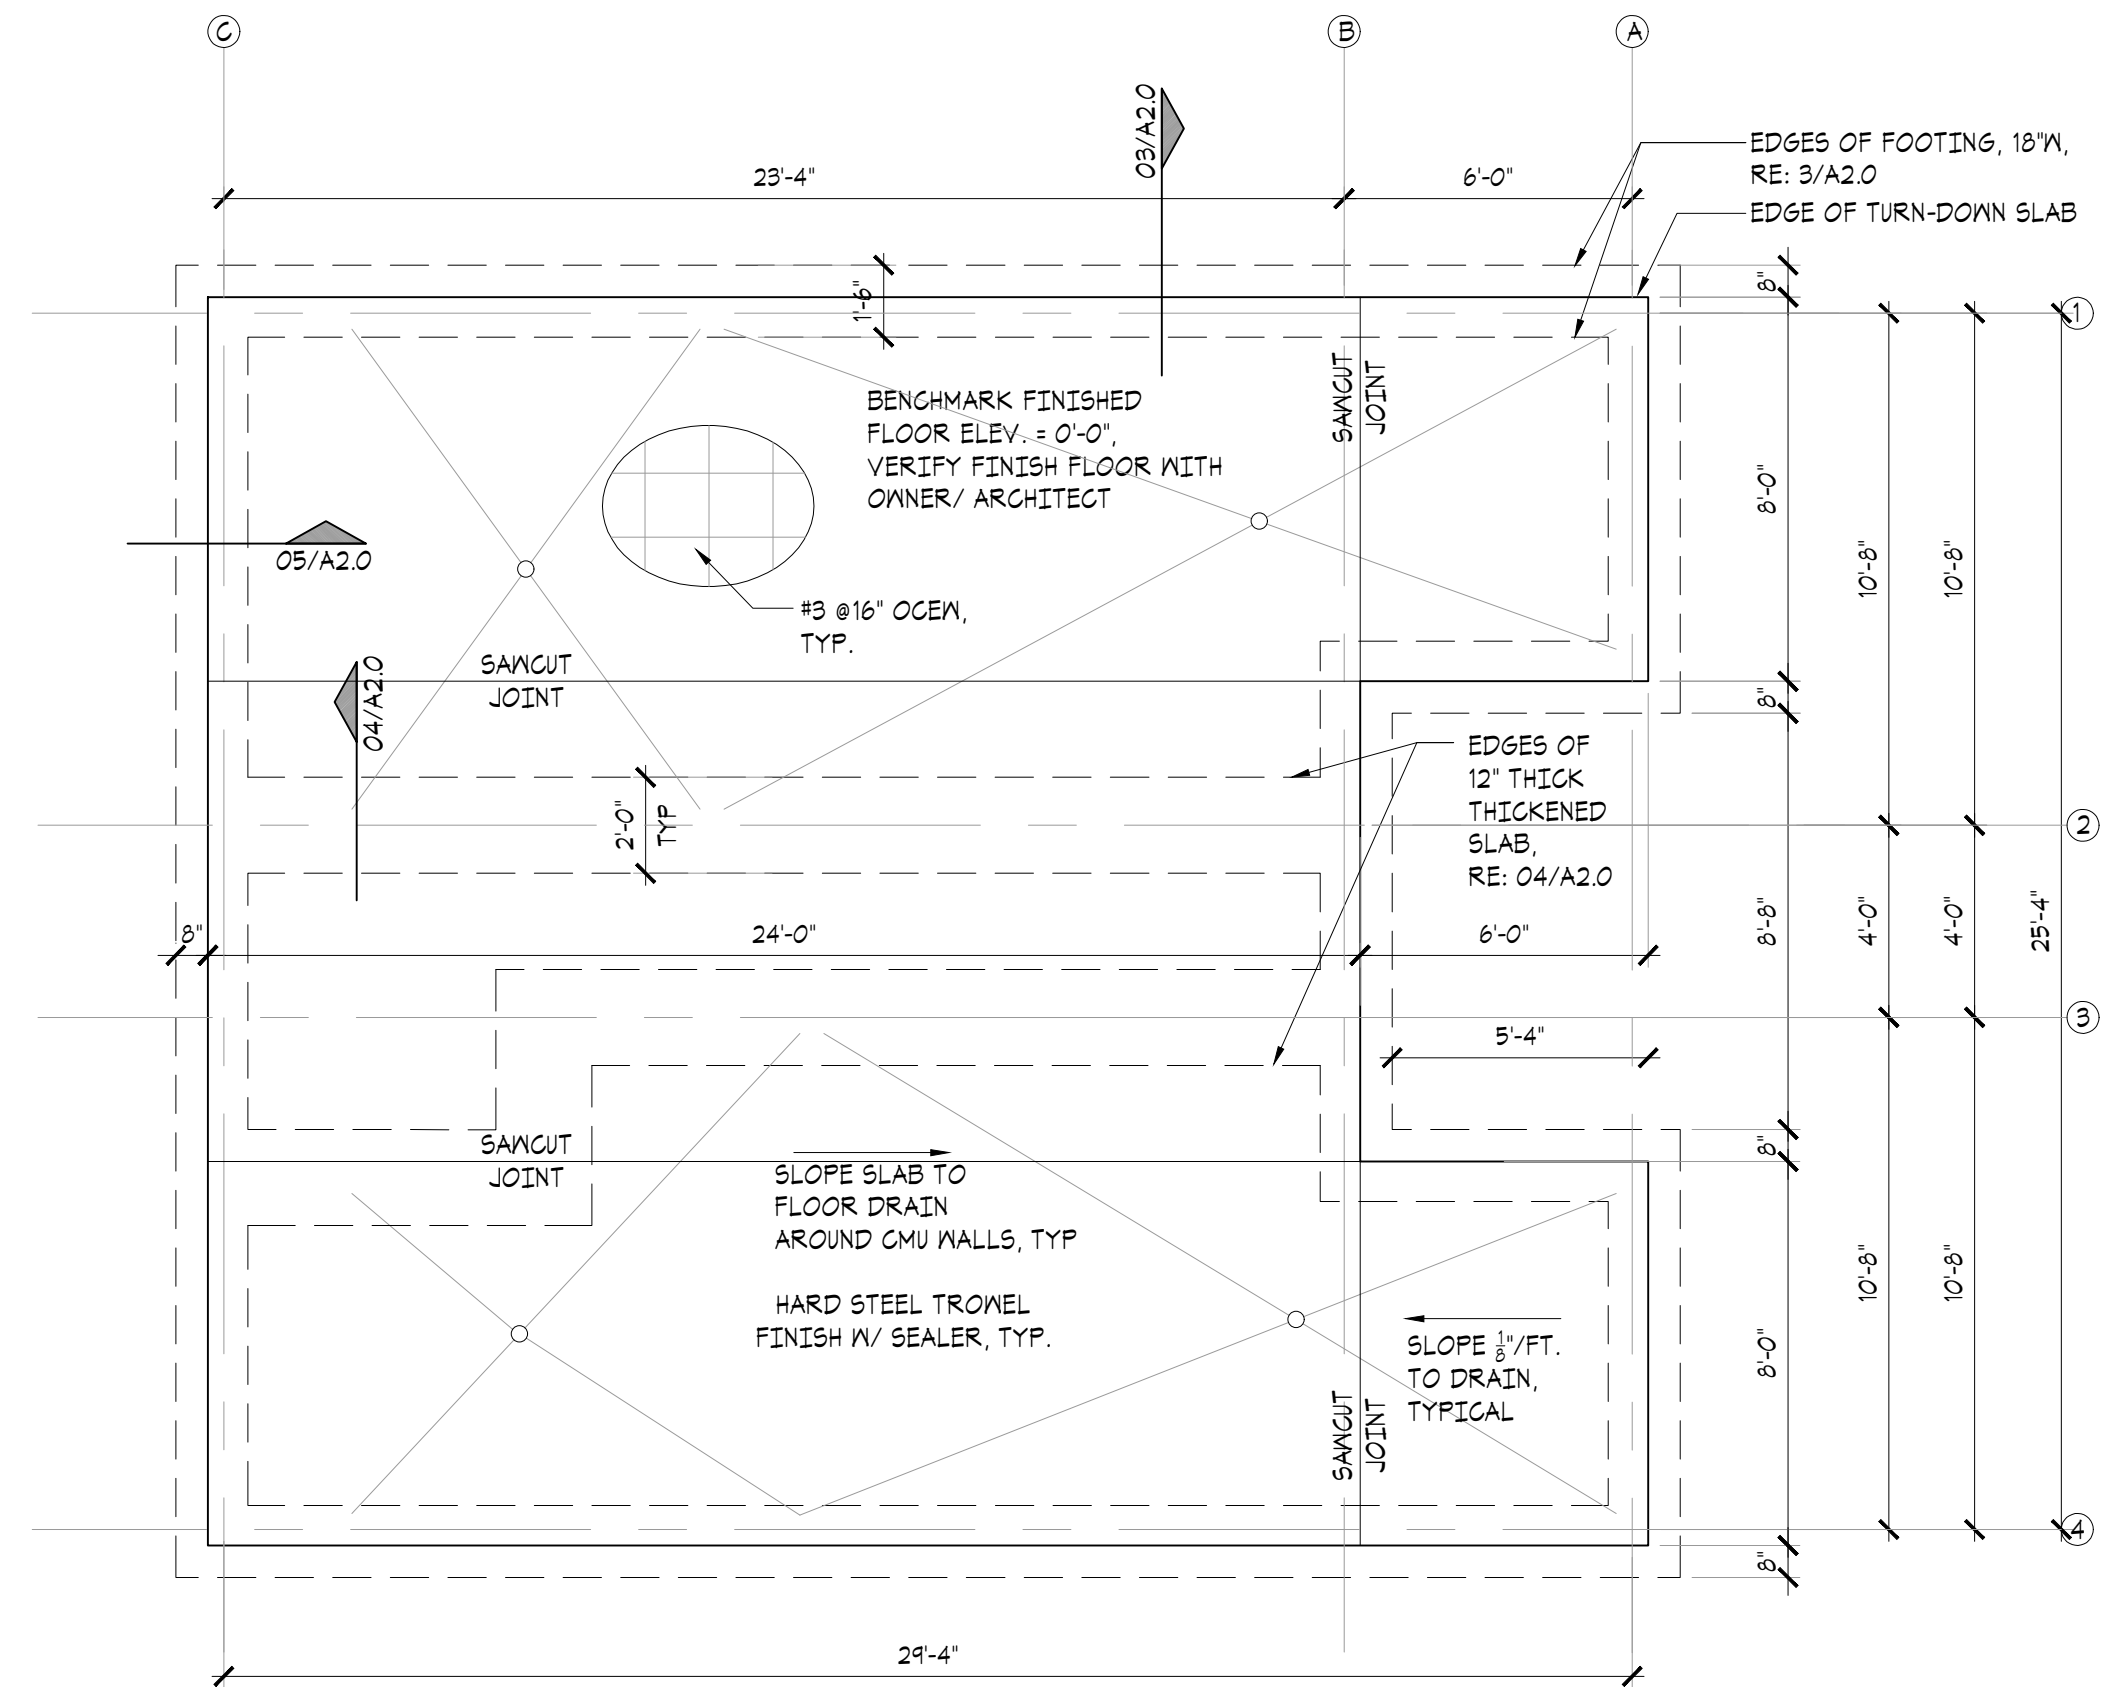 C
B
A
03/A2.0
23'-4"
6'-0"
EDGES OF FOOTING, 18"W,
RE: 3/A2.0
EDGE OF TURN-DOWN SLAB
8"
1'-6"
1
SAWCUT
JOINT
BENCHMARK FINISHED
FLOOR ELEV. = 0'-0",
VERIFY FINISH FLOOR WITH
OWNER/ ARCHITECT
8'-0"
05/A2.0
10'-8"
10'-8"
#3 @16" OCEW,
TYP.
SAWCUT
JOINT
04/A2.0
8"
EDGES OF
12" THICK
THICKENED
SLAB,
RE: 04/A2.0
2'-0"
TYP
2
8"
24'-0"
6'-0"
8'-8"
4'-0"
4'-0"
25'-4"
3
5'-4"
SAWCUT
JOINT
8"
SLOPE SLAB TO
FLOOR DRAIN
AROUND CMU WALLS, TYP
HARD STEEL TROWEL
FINISH W/ SEALER, TYP.
SLOPE 1/8"/FT.
TO DRAIN,
TYPICAL
8'-0"
10'-8"
10'-8"
SAWCUT
JOINT
4
8"
29'-4"